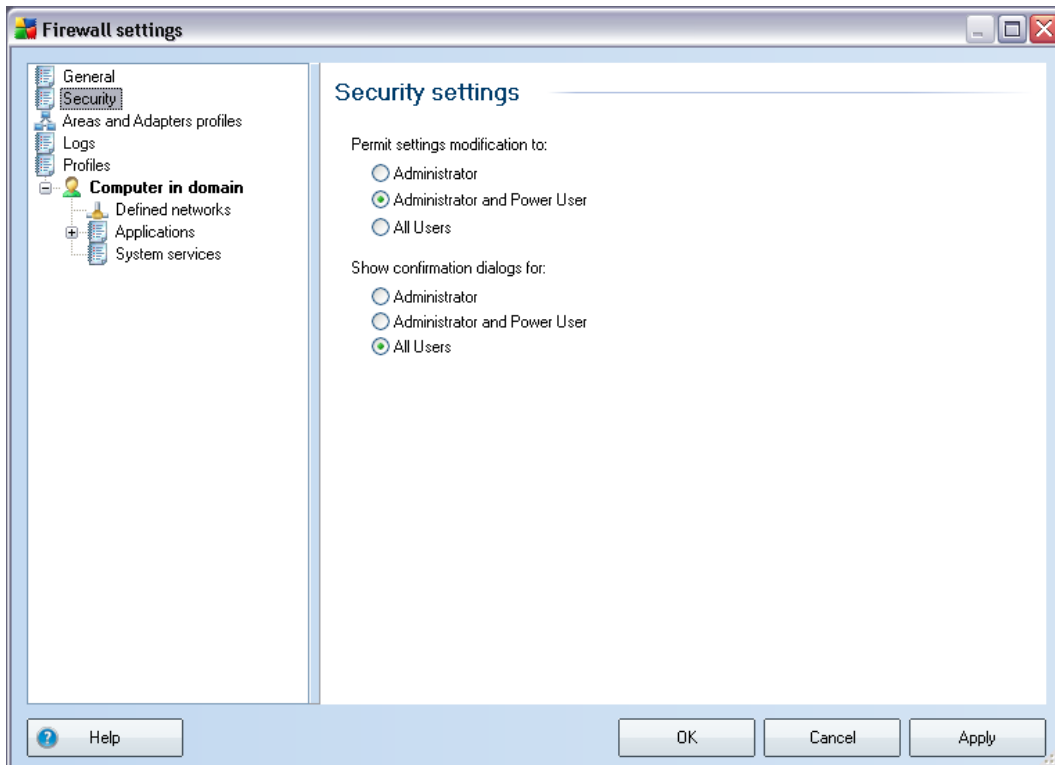 Firewall settings
General
Security
Areas and Adapters profiles
Logs
Profiles
Computer in domain
Defined networks
Applications
System services
Security settings
Permit settings modification to:
Administrator
Administrator and Power User
All Users
Show confirmation dialogs for:
Administrator
Administrator and Power User
All Users
Help
OK
Cancel
Apply